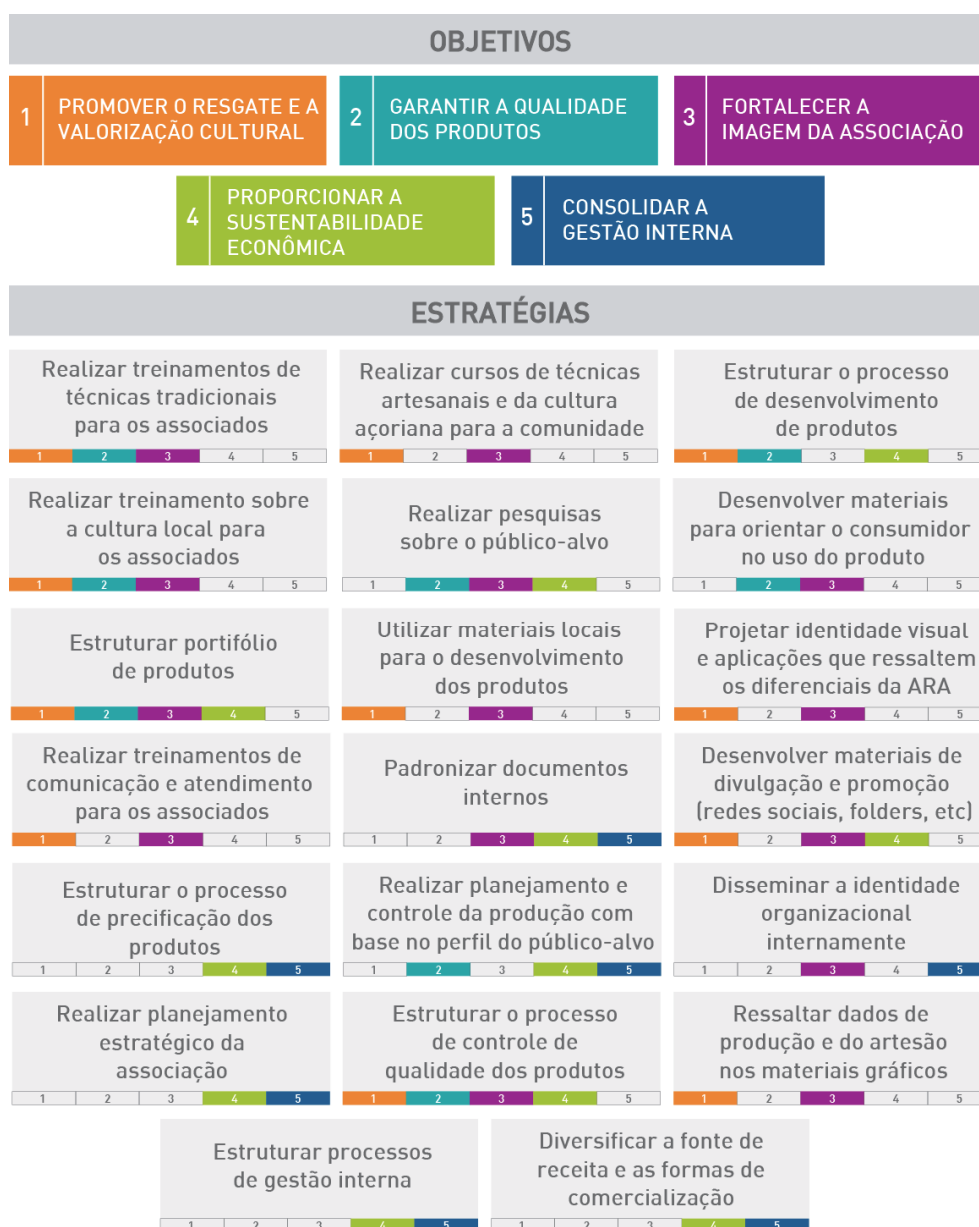 OBJETIVOS
1
PROMOVER O RESGATE E A
VALORIZAÇÃO CULTURAL
2
GARANTIR A QUALIDADE
DOS PRODUTOS
3
FORTALECER A
IMAGEM DA ASSOCIAÇÃO
4
PROPORCIONAR A
SUSTENTABILIDADE
ECONÔMICA
5
CONSOLIDAR A
GESTÃO INTERNA
ESTRATÉGIAS
Realizar treinamentos de
técnicas tradicionais
para os associados
1 2 3 4 5
Realizar cursos de técnicas
artesanais e da cultura
açoriana para a comunidade
1 2 3 4 5
Estruturar o processo
de desenvolvimento
de produtos
1 2 3 4 5
Realizar treinamento sobre
a cultura local para
os associados
1 2 3 4 5
Realizar pesquisas
sobre o público-alvo
1 2 3 4 5
Desenvolver materiais
para orientar o consumidor
no uso do produto
1 2 3 4 5
Estruturar portifólio
de produtos
1 2 3 4 5
Utilizar materiais locais
para o desenvolvimento
dos produtos
1 2 3 4 5
Projetar identidade visual
e aplicações que ressaltem
os diferenciais da ARA
1 2 3 4 5
Realizar treinamentos de
comunicação e atendimento
para os associados
1 2 3 4 5
Padronizar documentos
internos
1 2 3 4 5
Desenvolver materiais de
divulgação e promoção
(redes sociais, folders, etc)
1 2 3 4 5
Estruturar o processo
de precificação dos
produtos
1 2 3 4 5
Realizar planejamento e
controle da produção com
base no perfil do público-alvo
1 2 3 4 5
Disseminar a identidade
organizacional
internamente
1 2 3 4 5
Realizar planejamento
estratégico da
associação
1 2 3 4 5
Estruturar o processo
de controle de
qualidade dos produtos
1 2 3 4 5
Ressaltar dados de
produção e do artesão
nos materiais gráficos
1 2 3 4 5
Estruturar processos
de gestão interna
1 2 3 4 5
Diversificar a fonte de
receita e as formas de
comercialização
1 2 3 4 5